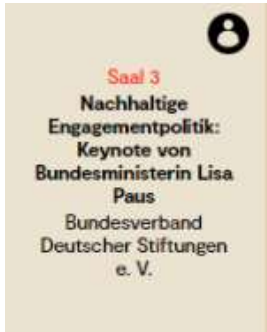 Saal 3
Nachhaltige
Engagementpolitik:
Keynote von
Bundesministerin Lisa
Paus
Bundesverband
Deutscher Stiftungen
e. V.